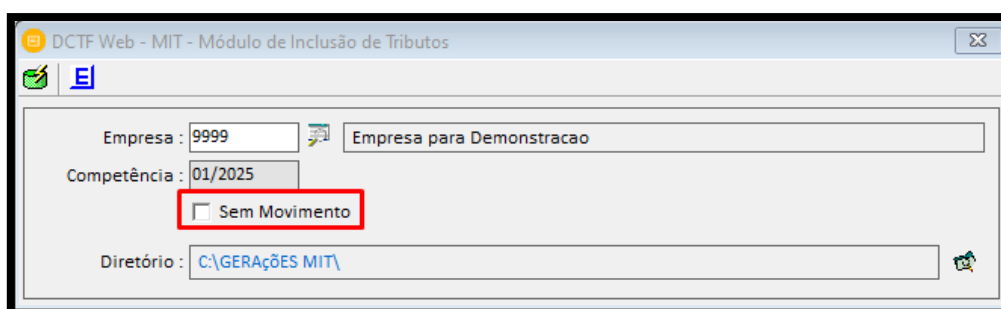 DCTF Web - MIT - Módulo de Inclusão de Tributos
Empresa : 9999 Empresa para Demonstracao
Competência : 01/2025
Sem Movimento
Diretório : C:\GERAçõES MIT\